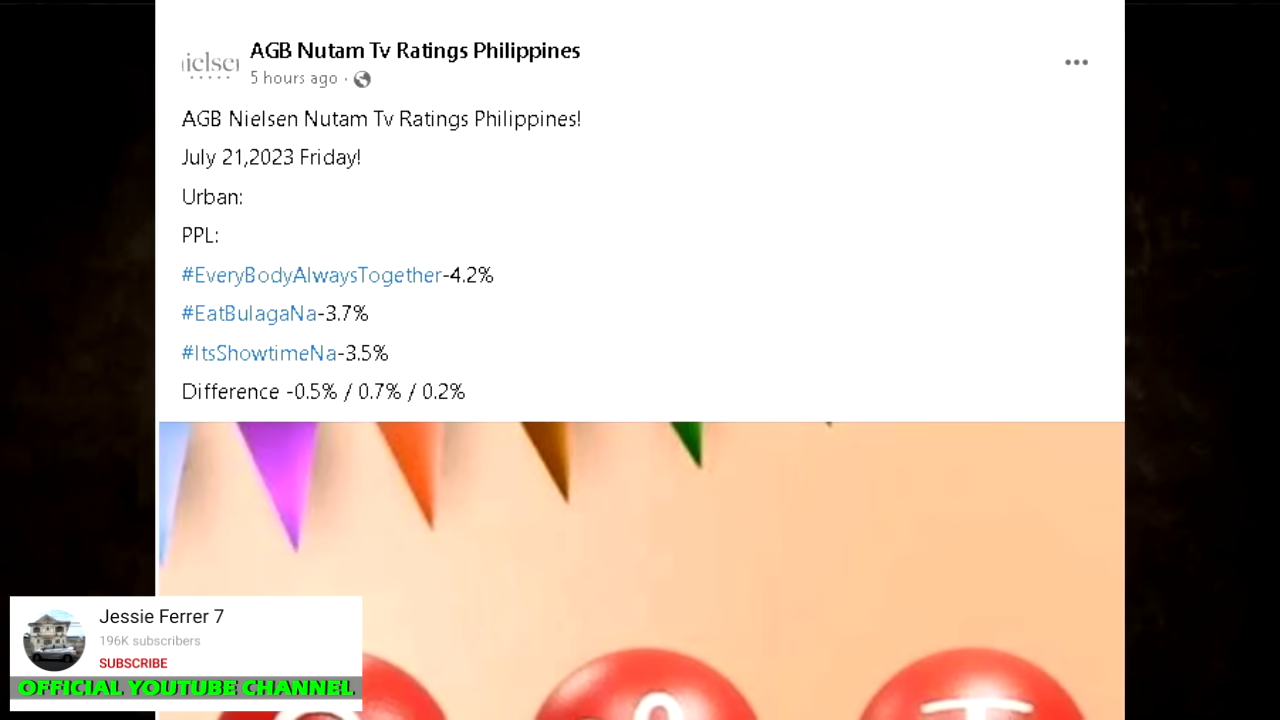 nielsen
AGB Nutam Tv Ratings Philippines
5 hours ago ·
AGB Nielsen Nutam Tv Ratings Philippines!
July 21,2023 Friday!
Urban:
PPL:
#EveryBodyAlwaysTogether-4.2%
#EatBulagaNa-3.7%
#ItsShowtimeNa-3.5%
Difference -0.5% / 0.7% / 0.2%
Jessie Ferrer 7
196K subscribers
SUBSCRIBE
OFFICIAL YOUTUBE CHANNEL